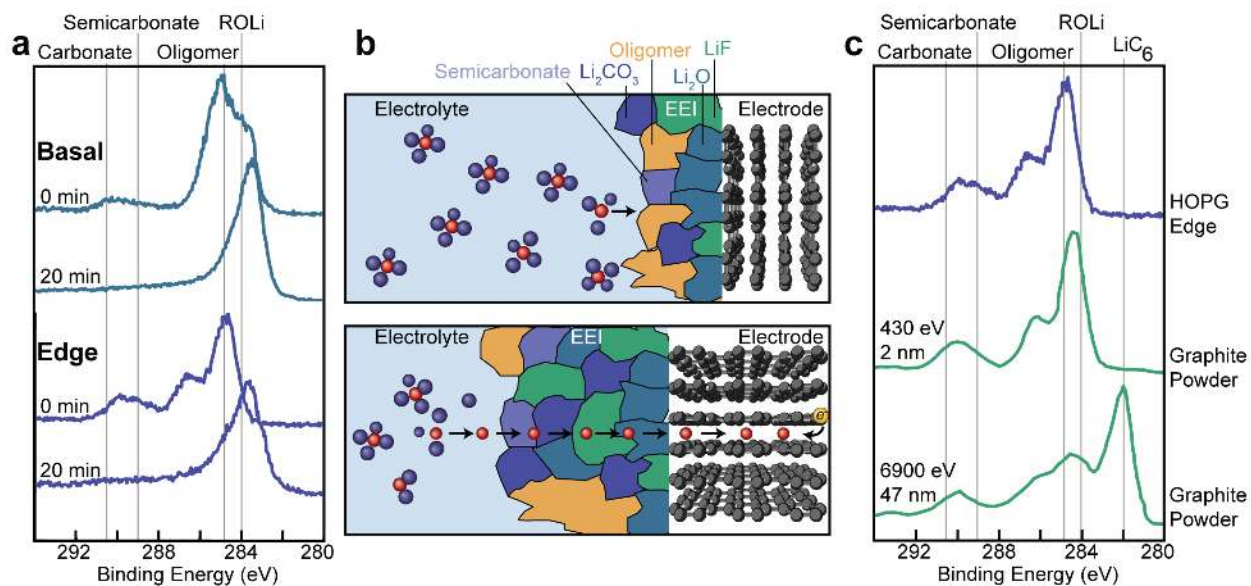 a
Semicarbonate ROLi
Carbonate Oligomer
Basal
0 min
20 min
Edge
0 min
20 min
292 288 284 280
Binding Energy (eV)
b
Oligomer LiF
Semicarbonate Li₂CO₃ Li₂O
Electrolyte EEI Electrode
Electrolyte EEI Electrode
e⁻
c
Semicarbonate ROLi
Carbonate Oligomer LiC₆
HOPG
Edge
430 eV
2 nm
Graphite
Powder
6900 eV
47 nm
Graphite
Powder
292 288 284 280
Binding Energy (eV)